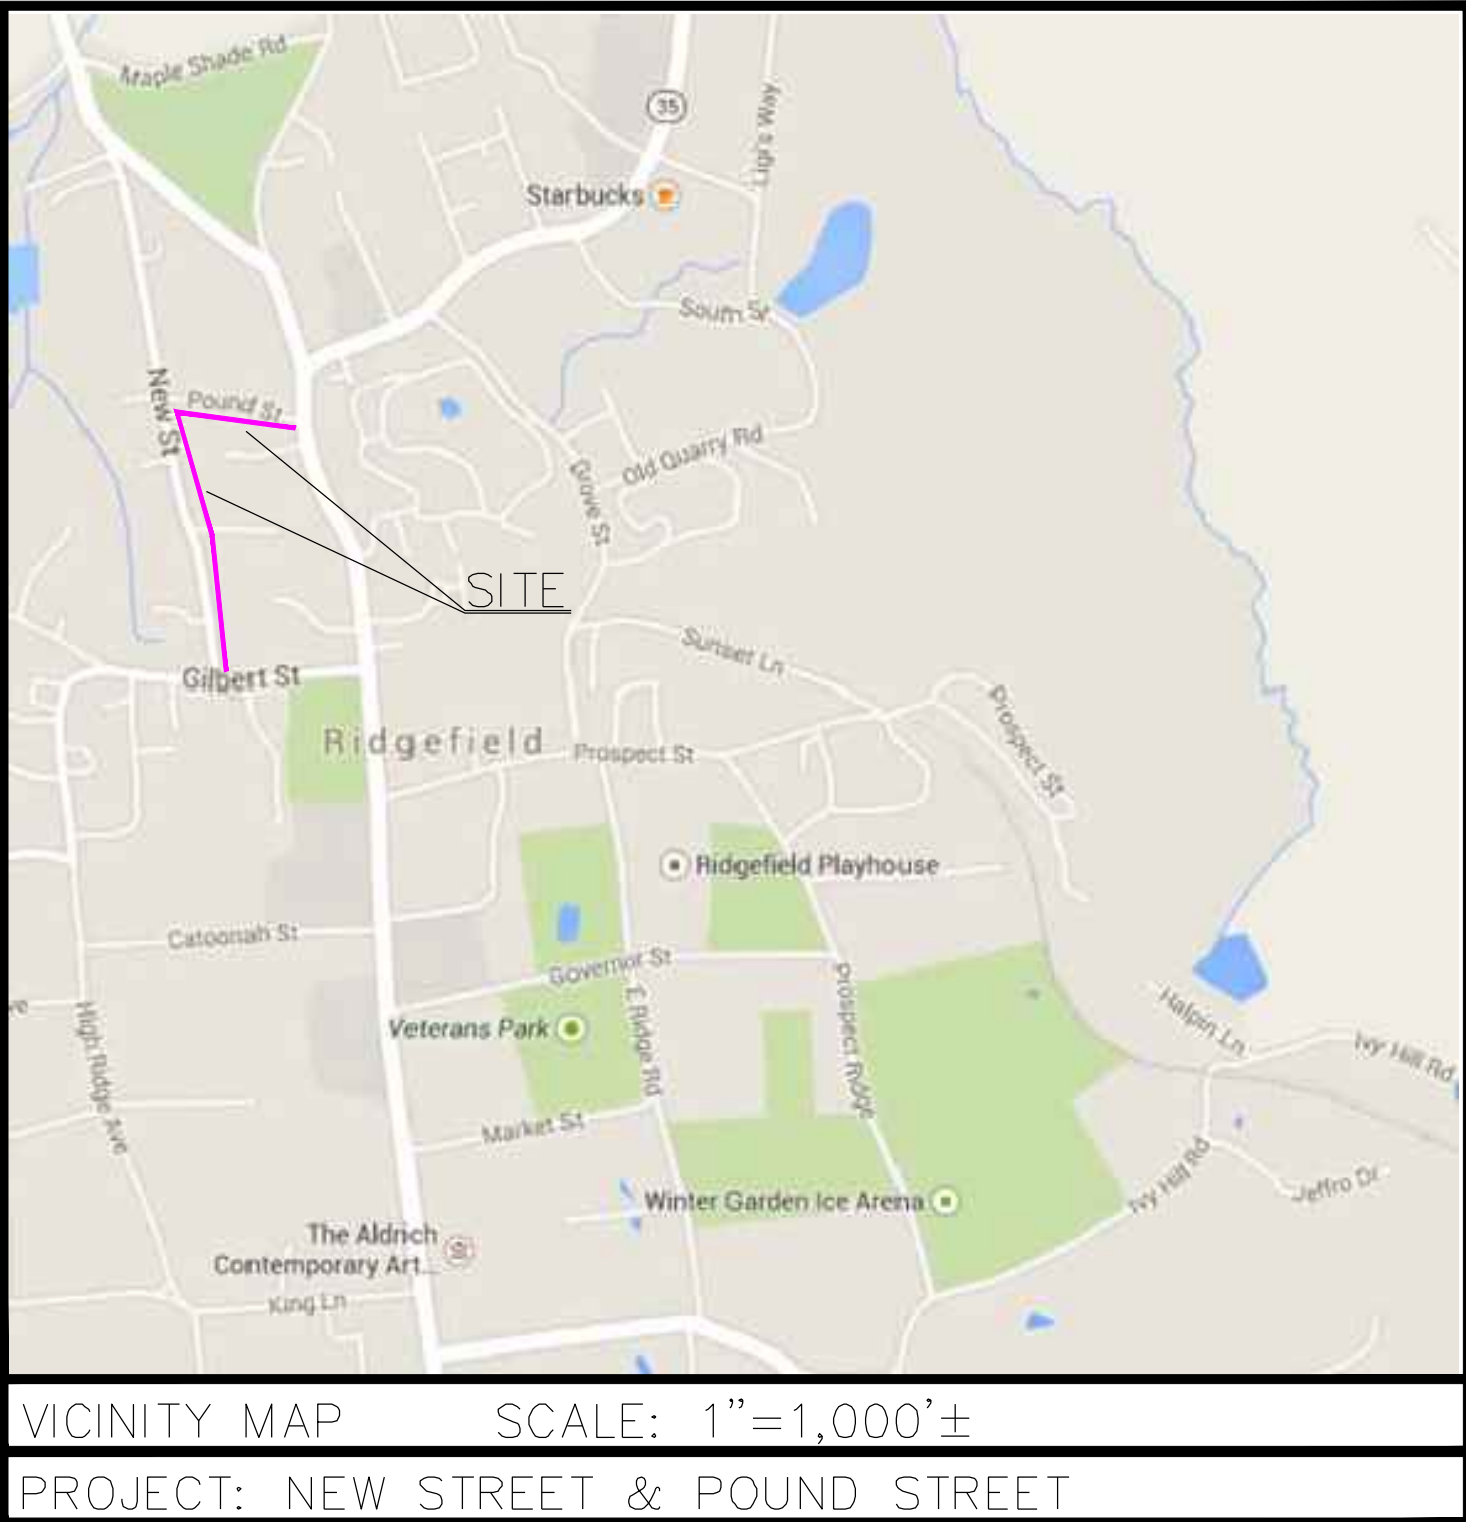 Maple Shade Rd
35
Ligi's Way
Starbucks
South St
New St
Pound St
Old Quarry Rd
Grove St
SITE
Sunset Ln
Gilbert St
Prospect St
Ridgefield
Prospect St
Ridgefield Playhouse
Catoonah St
Governor St
Prospect Ridge
E Ridge Rd
Halpin Ln
Ivy Hill Rd
High Ridge Ave
Veterans Park
Market St
Ivy Hill Rd
Jeffro Dr
Winter Garden Ice Arena
The Aldrich
Contemporary Art...
King Ln
VICINITY MAP SCALE: 1"=1,000'±
PROJECT: NEW STREET & POUND STREET